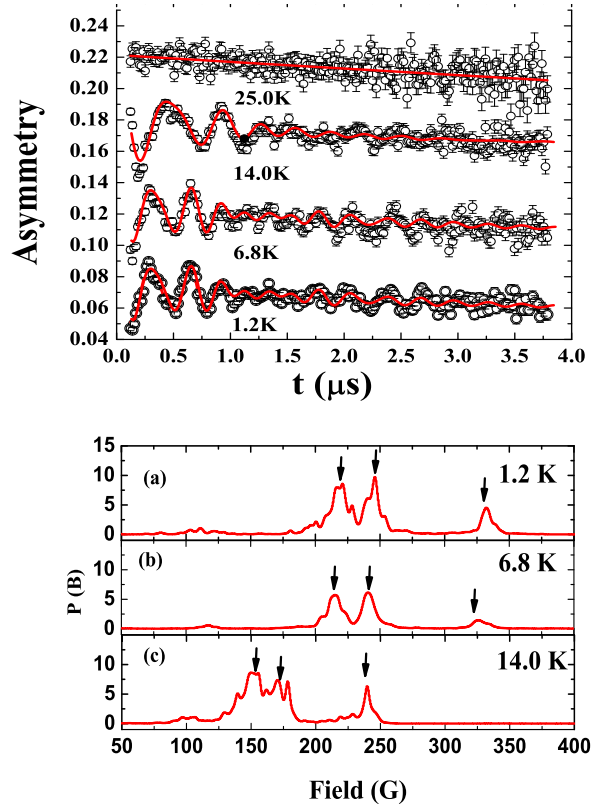 0.24
0.22
0.20
0.18
0.16
0.14
0.12
0.10
0.08
0.06
0.04
Asymmetry
25.0K
14.0K
6.8K
1.2K
0.0 0.5 1.0 1.5 2.0 2.5 3.0 3.5 4.0
t (μs)
15
10
5
0
(a)
1.2 K
10
5
0
(b)
6.8 K
P (B)
15
10
5
0
(c)
14.0 K
50 100 150 200 250 300 350 400
Field (G)